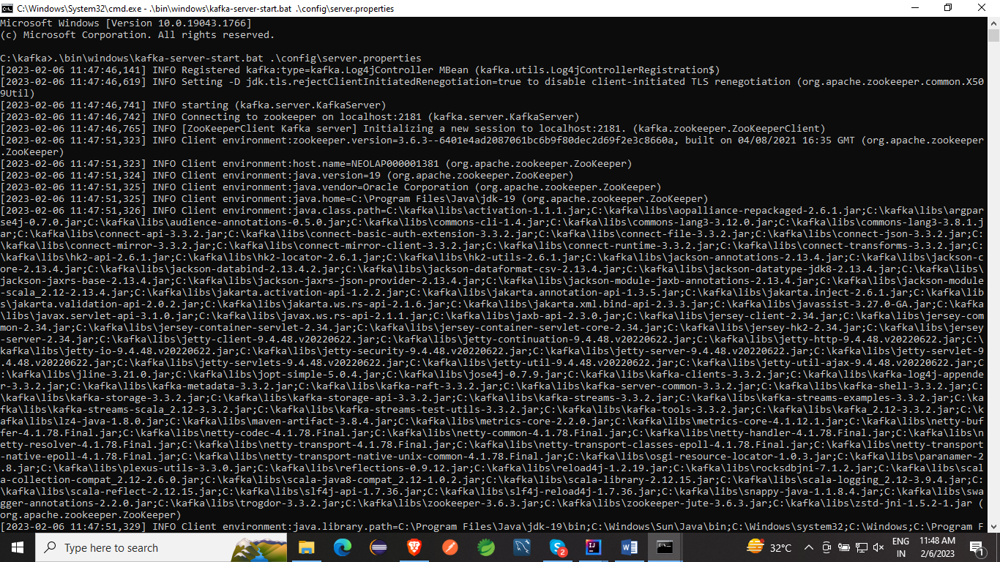 C:\Windows\System32\cmd.exe - .\bin\windows\kafka-server-start.bat .\config\server.properties
Microsoft Windows [Version 10.0.19043.1766]
(c) Microsoft Corporation. All rights reserved.
C:\kafka>.\bin\windows\kafka-server-start.bat .\config\server.properties
[2023-02-06 11:47:46,141] INFO Registered kafka:type=kafka.Log4jController MBean (kafka.utils.Log4jControllerRegistration$)
[2023-02-06 11:47:46,619] INFO Setting -D jdk.tls.rejectClientInitiatedRenegotiation=true to disable client-initiated TLS renegotiation (org.apache.zookeeper.common.X50
9Util)
[2023-02-06 11:47:46,741] INFO starting (kafka.server.KafkaServer)
[2023-02-06 11:47:46,742] INFO Connecting to zookeeper on localhost:2181 (kafka.server.KafkaServer)
[2023-02-06 11:47:46,765] INFO [ZooKeeperClient Kafka server] Initializing a new session to localhost:2181. (kafka.zookeeper.ZooKeeperClient)
[2023-02-06 11:47:51,323] INFO Client environment:zookeeper.version=3.6.3--6401e4ad2087061bc6b9f80dec2d69f2e3c8660a, built on 04/08/2021 16:35 GMT (org.apache.zookeeper
.ZooKeeper)
[2023-02-06 11:47:51,323] INFO Client environment:host.name=NEOLAP000001381 (org.apache.zookeeper.ZooKeeper)
[2023-02-06 11:47:51,324] INFO Client environment:java.version=19 (org.apache.zookeeper.ZooKeeper)
[2023-02-06 11:47:51,325] INFO Client environment:java.vendor=Oracle Corporation (org.apache.zookeeper.ZooKeeper)
[2023-02-06 11:47:51,325] INFO Client environment:java.home=C:\Program Files\Java\jdk-19 (org.apache.zookeeper.ZooKeeper)
[2023-02-06 11:47:51,326] INFO Client environment:java.class.path=C:\kafka\libs\activation-1.1.1.jar;C:\kafka\libs\aopalliance-repackaged-2.6.1.jar;C:\kafka\libs\argpar
se4j-0.7.0.jar;C:\kafka\libs\audience-annotations-0.5.0.jar;C:\kafka\libs\commons-cli-1.4.jar;C:\kafka\libs\commons-lang3-3.12.0.jar;C:\kafka\libs\commons-lang3-3.8.1.j
ar;C:\kafka\libs\connect-api-3.3.2.jar;C:\kafka\libs\connect-basic-auth-extension-3.3.2.jar;C:\kafka\libs\connect-file-3.3.2.jar;C:\kafka\libs\connect-json-3.3.2.jar;C:
\kafka\libs\connect-mirror-3.3.2.jar;C:\kafka\libs\connect-mirror-client-3.3.2.jar;C:\kafka\libs\connect-runtime-3.3.2.jar;C:\kafka\libs\connect-transforms-3.3.2.jar;C:
\kafka\libs\hk2-api-2.6.1.jar;C:\kafka\libs\hk2-locator-2.6.1.jar;C:\kafka\libs\hk2-utils-2.6.1.jar;C:\kafka\libs\jackson-annotations-2.13.4.jar;C:\kafka\libs\jackson-c
ore-2.13.4.jar;C:\kafka\libs\jackson-databind-2.13.4.2.jar;C:\kafka\libs\jackson-dataformat-csv-2.13.4.jar;C:\kafka\libs\jackson-datatype-jdk8-2.13.4.jar;C:\kafka\libs\
jackson-jaxrs-base-2.13.4.jar;C:\kafka\libs\jackson-jaxrs-json-provider-2.13.4.jar;C:\kafka\libs\jackson-module-jaxb-annotations-2.13.4.jar;C:\kafka\libs\jackson-module
-scala_2.12-2.13.4.jar;C:\kafka\libs\jakarta.activation-api-1.2.2.jar;C:\kafka\libs\jakarta.annotation-api-1.3.5.jar;C:\kafka\libs\jakarta.inject-2.6.1.jar;C:\kafka\lib
s\jakarta.validation-api-2.0.2.jar;C:\kafka\libs\jakarta.ws.rs-api-2.1.6.jar;C:\kafka\libs\jakarta.xml.bind-api-2.3.3.jar;C:\kafka\libs\javassist-3.27.0-GA.jar;C:\kafka
\libs\javax.servlet-api-3.1.0.jar;C:\kafka\libs\javax.ws.rs-api-2.1.1.jar;C:\kafka\libs\jaxb-api-2.3.0.jar;C:\kafka\libs\jersey-client-2.34.jar;C:\kafka\libs\jersey-com
mon-2.34.jar;C:\kafka\libs\jersey-container-servlet-2.34.jar;C:\kafka\libs\jersey-container-servlet-core-2.34.jar;C:\kafka\libs\jersey-hk2-2.34.jar;C:\kafka\libs\jersey
-server-2.34.jar;C:\kafka\libs\jetty-client-9.4.48.v20220622.jar;C:\kafka\libs\jetty-continuation-9.4.48.v20220622.jar;C:\kafka\libs\jetty-http-9.4.48.v20220622.jar;C:\
kafka\libs\jetty-io-9.4.48.v20220622.jar;C:\kafka\libs\jetty-security-9.4.48.v20220622.jar;C:\kafka\libs\jetty-server-9.4.48.v20220622.jar;C:\kafka\libs\jetty-servlet-9
.4.48.v20220622.jar;C:\kafka\libs\jetty-servlets-9.4.48.v20220622.jar;C:\kafka\libs\jetty-util-9.4.48.v20220622.jar;C:\kafka\libs\jetty-util-ajax-9.4.48.v20220622.jar;C
:\kafka\libs\jline-3.21.0.jar;C:\kafka\libs\jopt-simple-5.0.4.jar;C:\kafka\libs\jose4j-0.7.9.jar;C:\kafka\libs\kafka-clients-3.3.2.jar;C:\kafka\libs\kafka-log4j-appende
r-3.3.2.jar;C:\kafka\libs\kafka-metadata-3.3.2.jar;C:\kafka\libs\kafka-raft-3.3.2.jar;C:\kafka\libs\kafka-server-common-3.3.2.jar;C:\kafka\libs\kafka-shell-3.3.2.jar;C:
\kafka\libs\kafka-storage-3.3.2.jar;C:\kafka\libs\kafka-storage-api-3.3.2.jar;C:\kafka\libs\kafka-streams-3.3.2.jar;C:\kafka\libs\kafka-streams-examples-3.3.2.jar;C:\ka
fka\libs\kafka-streams-scala_2.12-3.3.2.jar;C:\kafka\libs\kafka-streams-test-utils-3.3.2.jar;C:\kafka\libs\kafka-tools-3.3.2.jar;C:\kafka\libs\kafka_2.12-3.3.2.jar;C:\k
afka\libs\lz4-java-1.8.0.jar;C:\kafka\libs\maven-artifact-3.8.4.jar;C:\kafka\libs\metrics-core-2.2.0.jar;C:\kafka\libs\metrics-core-4.1.12.1.jar;C:\kafka\libs\netty-buf
fer-4.1.78.Final.jar;C:\kafka\libs\netty-codec-4.1.78.Final.jar;C:\kafka\libs\netty-common-4.1.78.Final.jar;C:\kafka\libs\netty-handler-4.1.78.Final.jar;C:\kafka\libs\n
etty-resolver-4.1.78.Final.jar;C:\kafka\libs\netty-transport-4.1.78.Final.jar;C:\kafka\libs\netty-transport-classes-epoll-4.1.78.Final.jar;C:\kafka\libs\netty-transport
-native-epoll-4.1.78.Final.jar;C:\kafka\libs\netty-transport-native-unix-common-4.1.78.Final.jar;C:\kafka\libs\osgi-resource-locator-1.0.3.jar;C:\kafka\libs\paranamer-2
.8.jar;C:\kafka\libs\plexus-utils-3.3.0.jar;C:\kafka\libs\reflections-0.9.12.jar;C:\kafka\libs\reload4j-1.2.19.jar;C:\kafka\libs\rocksdbjni-7.1.2.jar;C:\kafka\libs\scal
a-collection-compat_2.12-2.6.0.jar;C:\kafka\libs\scala-java8-compat_2.12-1.0.2.jar;C:\kafka\libs\scala-library-2.12.15.jar;C:\kafka\libs\scala-logging_2.12-3.9.4.jar;C:
\kafka\libs\scala-reflect-2.12.15.jar;C:\kafka\libs\slf4j-api-1.7.36.jar;C:\kafka\libs\slf4j-reload4j-1.7.36.jar;C:\kafka\libs\snappy-java-1.1.8.4.jar;C:\kafka\libs\swa
gger-annotations-2.2.0.jar;C:\kafka\libs\trogdor-3.3.2.jar;C:\kafka\libs\zookeeper-3.6.3.jar;C:\kafka\libs\zookeeper-jute-3.6.3.jar;C:\kafka\libs\zstd-jni-1.5.2-1.jar (
org.apache.zookeeper.ZooKeeper)
[2023-02-06 11:47:51,329] INFO Client environment:java.library.path=C:\Program Files\Java\jdk-19\bin;C:\Windows\Sun\Java\bin;C:\Windows\system32;C:\Windows;C:\Program F
Type here to search
2
32°C
ENG
IN
11:48 AM
2/6/2023
1